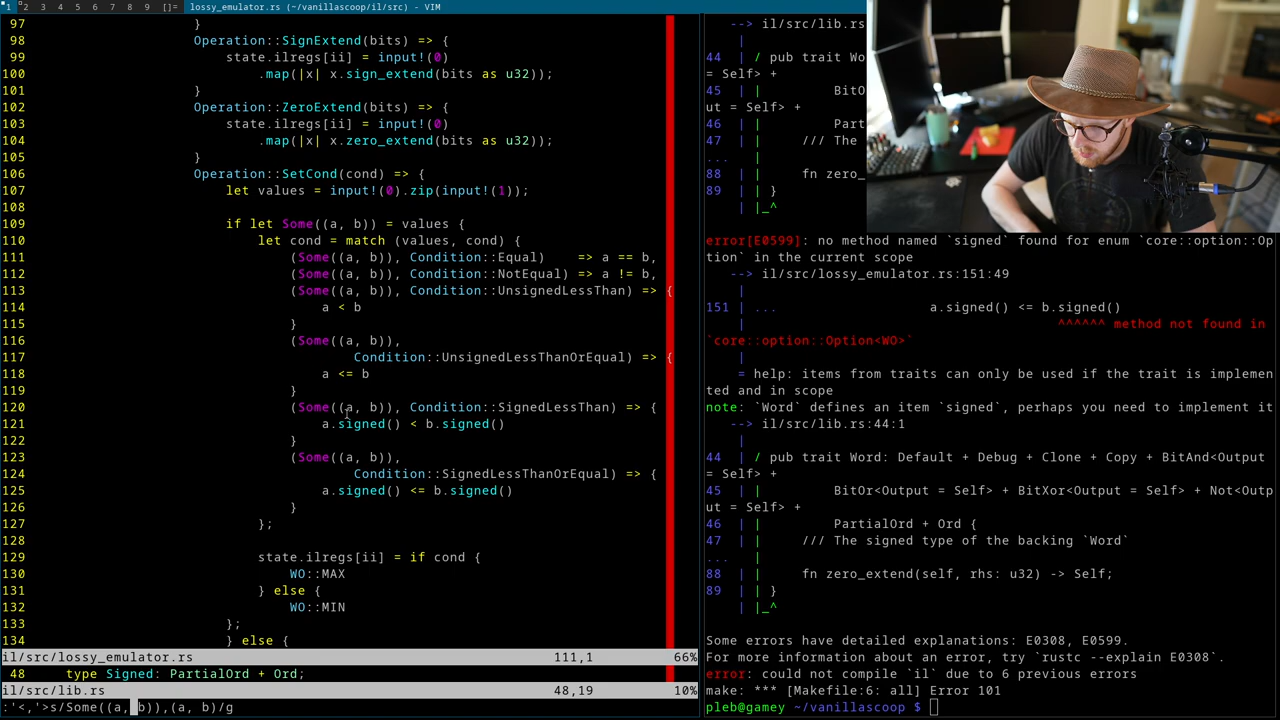 1 2 3 4 5 6 7 8 9 []= lossy_emulator.rs (~/vanillascoop/il/src) - VIM
97 }
98 Operation::SignExtend(bits) => {
99 state.ilregs[ii] = input!(0)
100 .map(|x| x.sign_extend(bits as u32));
101 }
102 Operation::ZeroExtend(bits) => {
103 state.ilregs[ii] = input!(0)
104 .map(|x| x.zero_extend(bits as u32));
105 }
106 Operation::SetCond(cond) => {
107 let values = input!(0).zip(input!(1));
108
109 if let Some((a, b)) = values {
110 let cond = match (values, cond) {
111 (Some((a, b)), Condition::Equal) => a == b,
112 (Some((a, b)), Condition::NotEqual) => a != b,
113 (Some((a, b)), Condition::UnsignedLessThan) => {
114 a < b
115 }
116 (Some((a, b)),
117 Condition::UnsignedLessThanOrEqual) => {
118 a <= b
119 }
120 (Some((a, b)), Condition::SignedLessThan) => {
121 a.signed() < b.signed()
122 }
123 (Some((a, b)),
124 Condition::SignedLessThanOrEqual) => {
125 a.signed() <= b.signed()
126 }
127 };
128
129 state.ilregs[ii] = if cond {
130 WO::MAX
131 } else {
132 WO::MIN
133 };
134 } else {
il/src/lossy_emulator.rs 111,1 66%
48 type Signed: PartialOrd + Ord;
il/src/lib.rs 48,19 10%
:'<,'>s/Some((a, b)),(a, b)/g
--> il/src/lib.rs
|
44 / pub trait Wo
= Self> +
45 | | BitO
ut = Self> +
46 | | Part
47 | | /// The
... |
88 | | fn zero_
89 | | }
| |_^
error[E0599]: no method named `signed` found for enum `core::option::Op
tion` in the current scope
--> il/src/lossy_emulator.rs:151:49
|
151 | ... a.signed() <= b.signed()
| ^^^^^^ method not found in
`core::option::Option<WO>`
|
= help: items from traits can only be used if the trait is implemen
ted and in scope
note: `Word` defines an item `signed`, perhaps you need to implement it
--> il/src/lib.rs:44:1
|
44 | / pub trait Word: Default + Debug + Clone + Copy + BitAnd<Output
= Self> +
45 | | BitOr<Output = Self> + BitXor<Output = Self> + Not<Outp
ut = Self> +
46 | | PartialOrd + Ord {
47 | | /// The signed type of the backing `Word`
... |
88 | | fn zero_extend(self, rhs: u32) -> Self;
89 | | }
| |_^
Some errors have detailed explanations: E0308, E0599.
For more information about an error, try `rustc --explain E0308`.
error: could not compile `il` due to 6 previous errors
make: *** [Makefile:6: all] Error 101
pleb@gamey ~/vanillascoop $